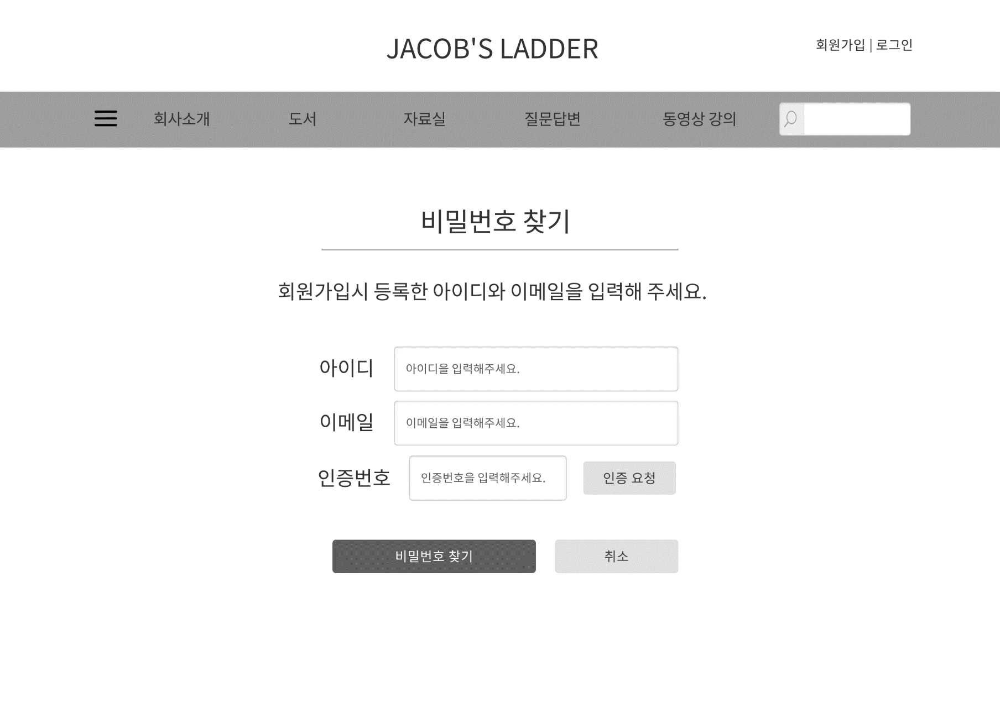 JACOB'S LADDER
회원가입 | 로그인
회사소개 도서 자료실 질문답변 동영상 강의
비밀번호 찾기
회원가입시 등록한 아이디와 이메일을 입력해 주세요.
아이디 아이디을 입력해주세요.
이메일 이메일을 입력해주세요.
인증번호 인증번호을 입력해주세요. 인증 요청
비밀번호 찾기 취소